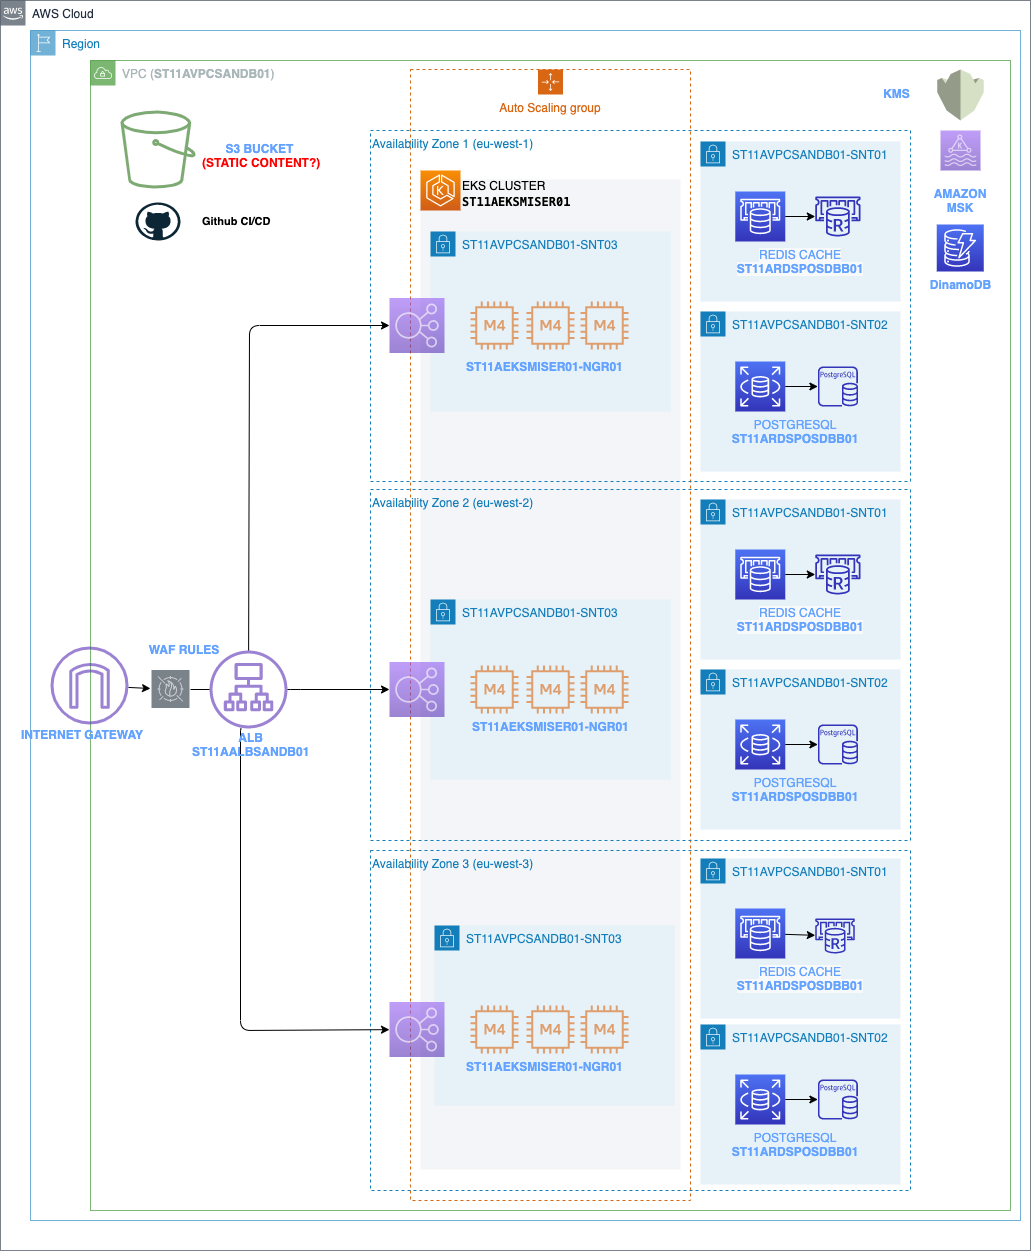 aws
AWS Cloud
Region
VPC (ST11AVPCSANDB01)
Auto Scaling group
S3 BUCKET
(STATIC CONTENT?)
Github CI/CD
KMS
AMAZON
MSK
DinamoDB
Availability Zone 1 (eu-west-1)
EKS CLUSTER
ST11AEKSMISER01
K
ST11AVPCSANDB01-SNT03
M4
M4
M4
ST11AEKSMISER01-NGR01
ST11AVPCSANDB01-SNT01
R
REDIS CACHE
ST11ARDSPOSDBB01
ST11AVPCSANDB01-SNT02
PostgreSQL
POSTGRESQL
ST11ARDSPOSDBB01
Availability Zone 2 (eu-west-2)
ST11AVPCSANDB01-SNT03
M4
M4
M4
ST11AEKSMISER01-NGR01
ST11AVPCSANDB01-SNT01
R
REDIS CACHE
ST11ARDSPOSDBB01
ST11AVPCSANDB01-SNT02
PostgreSQL
POSTGRESQL
ST11ARDSPOSDBB01
WAF RULES
INTERNET GATEWAY
ALB
ST11AALBSANDB01
Availability Zone 3 (eu-west-3)
ST11AVPCSANDB01-SNT03
M4
M4
M4
ST11AEKSMISER01-NGR01
ST11AVPCSANDB01-SNT01
R
REDIS CACHE
ST11ARDSPOSDBB01
ST11AVPCSANDB01-SNT02
PostgreSQL
POSTGRESQL
ST11ARDSPOSDBB01